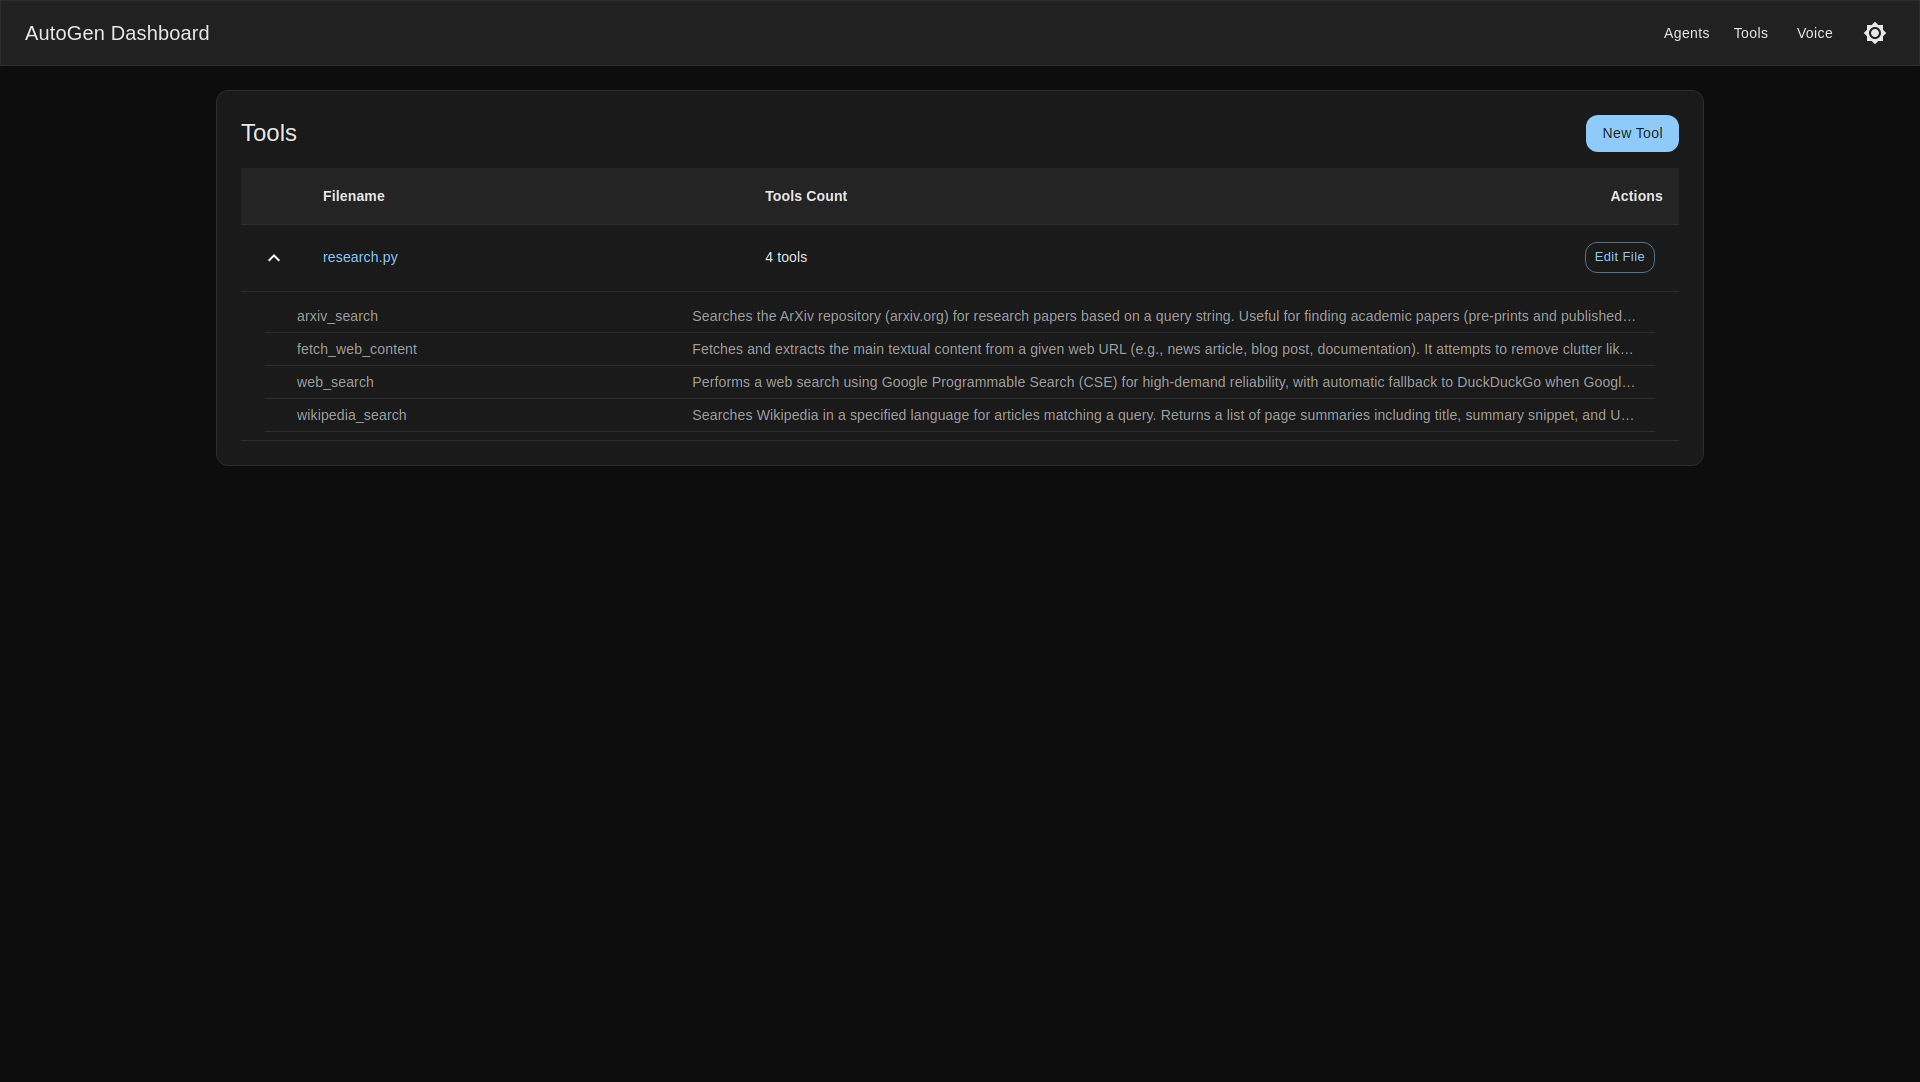 AutoGen Dashboard
Agents Tools Voice
Tools
New Tool
Filename Tools Count Actions
research.py 4 tools Edit File
arxiv_search Searches the ArXiv repository (arxiv.org) for research papers based on a query string. Useful for finding academic papers (pre-prints and published…
fetch_web_content Fetches and extracts the main textual content from a given web URL (e.g., news article, blog post, documentation). It attempts to remove clutter lik…
web_search Performs a web search using Google Programmable Search (CSE) for high-demand reliability, with automatic fallback to DuckDuckGo when Googl…
wikipedia_search Searches Wikipedia in a specified language for articles matching a query. Returns a list of page summaries including title, summary snippet, and U…